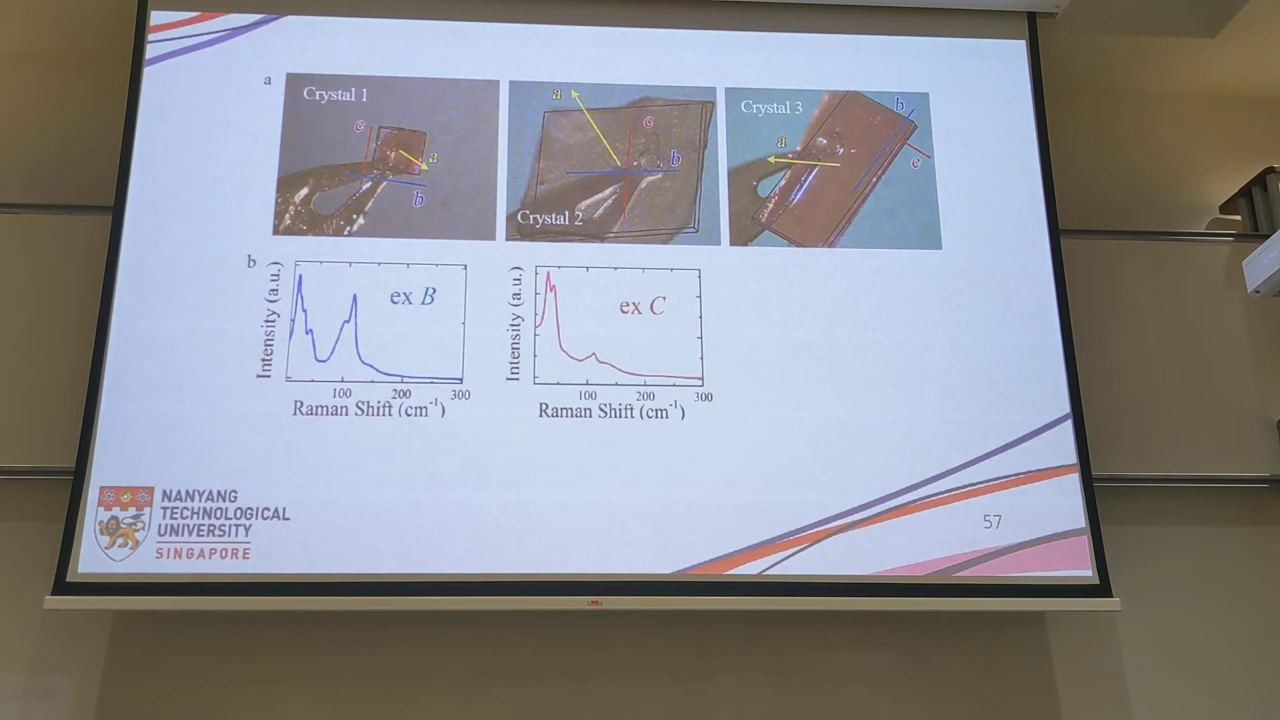 a
Crystal 1
c
a
b
a
c
b
Crystal 2
Crystal 3
a
b
c
b
Intensity (a.u.)
ex B
100 200 300
Raman Shift (cm⁻¹)
Intensity (a.u.)
ex C
100 200 300
Raman Shift (cm⁻¹)
NANYANG
TECHNOLOGICAL
UNIVERSITY
SINGAPORE
57